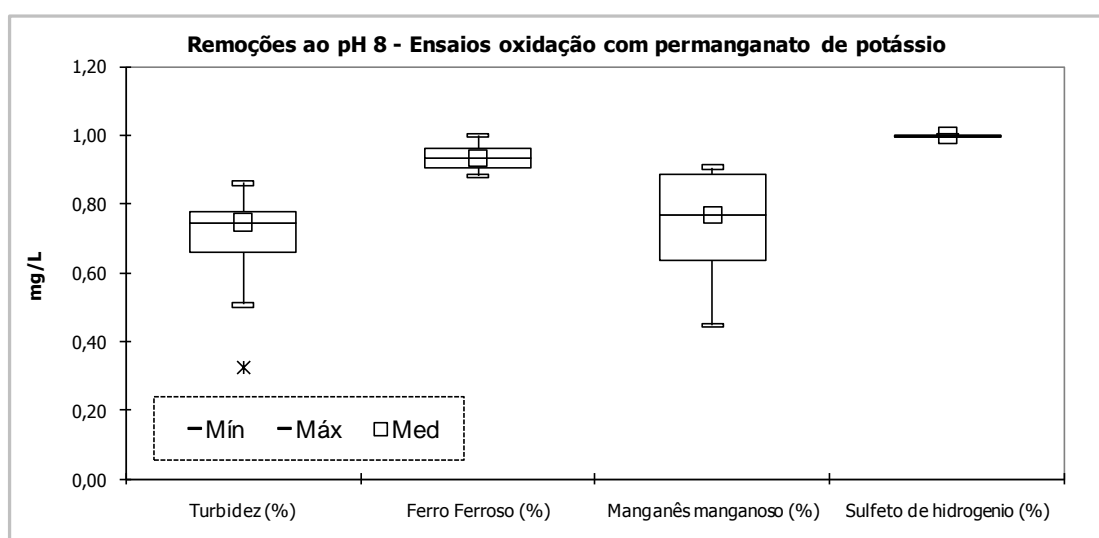 Remoções ao pH 8 - Ensaios oxidação com permanganato de potássio
mg/L
1,20
1,00
0,80
0,60
0,40
0,20
0,00
Mín Máx Med
Turbidez (%) Ferro Ferroso (%) Manganês manganoso (%) Sulfeto de hidrogenio (%)